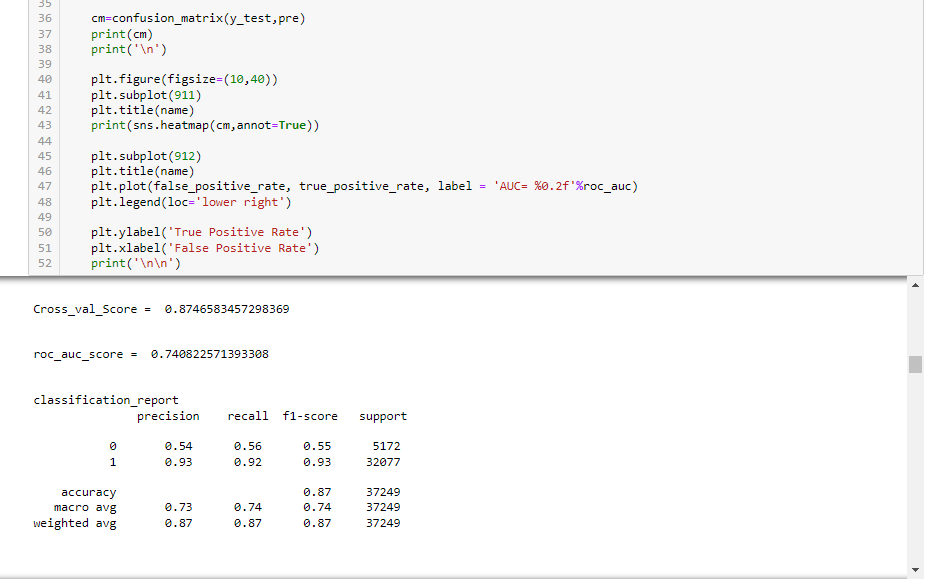 35
36 cm=confusion_matrix(y_test,pre)
37 print(cm)
38 print('\n')
39
40 plt.figure(figsize=(10,40))
41 plt.subplot(911)
42 plt.title(name)
43 print(sns.heatmap(cm,annot=True))
44
45 plt.subplot(912)
46 plt.title(name)
47 plt.plot(false_positive_rate, true_positive_rate, label = 'AUC= %0.2f'%roc_auc)
48 plt.legend(loc='lower right')
49
50 plt.ylabel('True Positive Rate')
51 plt.xlabel('False Positive Rate')
52 print('\n\n')
Cross_val_Score = 0.8746583457298369
roc_auc_score = 0.740822571393308
classification_report
precision recall f1-score support
0 0.54 0.56 0.55 5172
1 0.93 0.92 0.93 32077
accuracy 0.87 37249
macro avg 0.73 0.74 0.74 37249
weighted avg 0.87 0.87 0.87 37249